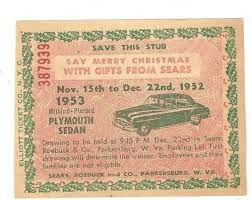 SAVE THIS STUB
SAY MERRY CHRISTMAS
WITH GIFTS FROM SEARS
Nov. 15th to Dec 22nd, 1952
1953
PLYMOUTH
SEDAN
Drawing to be held at 9:15 P.M. Dec. 22nd in Sears,
Roebuck & Co., Parkersburg, W. Va. Parking Lot. First
drawing will determine the winner. Employees and their
families are not eligible.
SEARS, ROEBUCK and CO. PARKERSBURG, W. VA.
387939
ELLIOTT TICKET CO., N.Y.